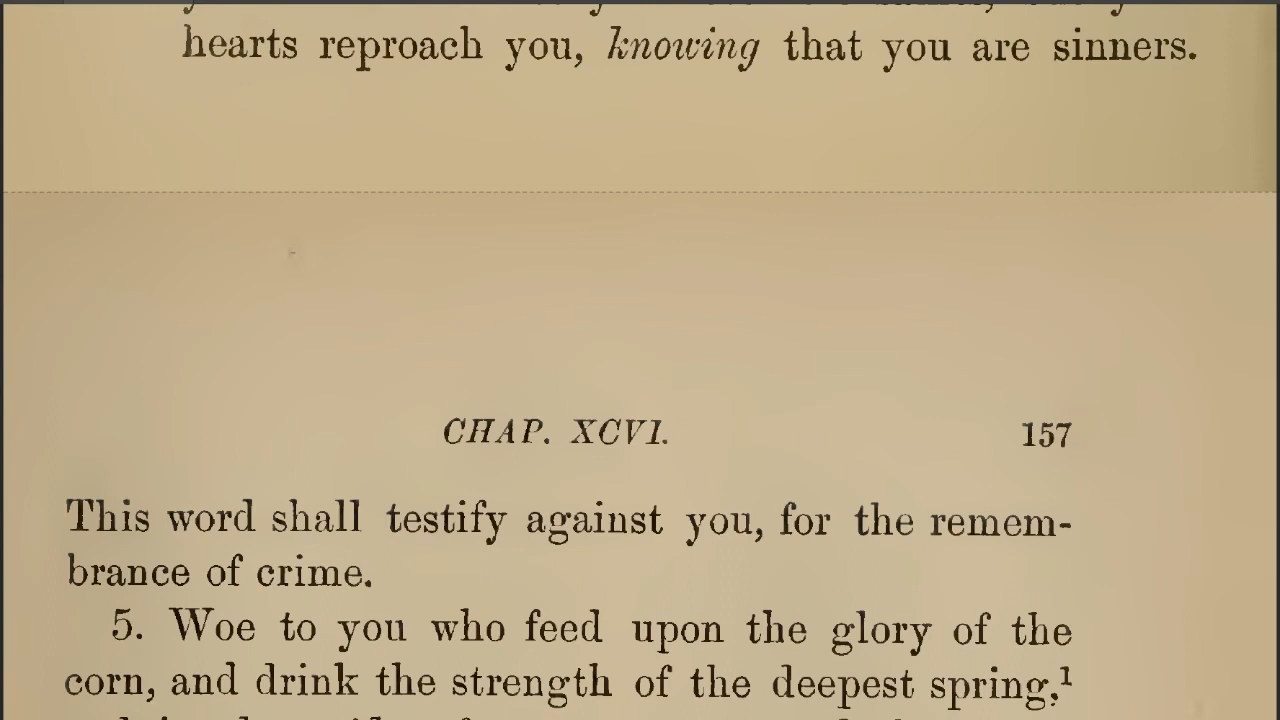 hearts reproach you, knowing that you are sinners.
CHAP. XCVI.
157
This word shall testify against you, for the remem-
brance of crime.
5. Woe to you who feed upon the glory of the
corn, and drink the strength of the deepest spring,¹